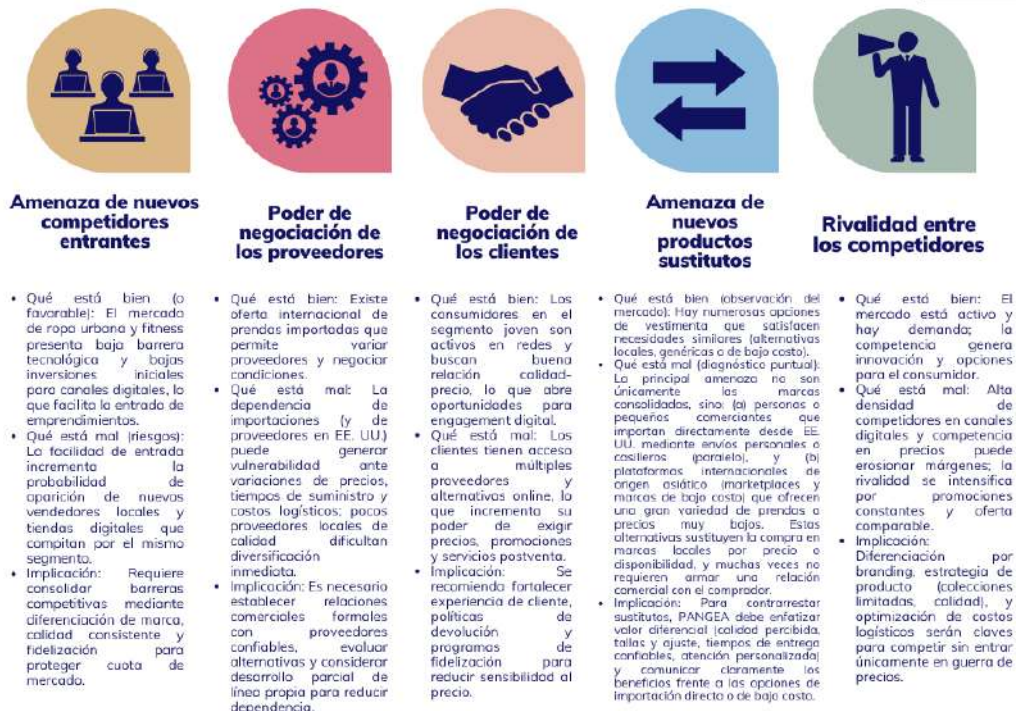 Amenaza de nuevos
competidores
entrantes
• Qué está bien (o
favorable): El mercado
de ropa urbana y fitness
presenta baja barrera
tecnológica y bajas
inversiones iniciales
para canales digitales, lo
que facilita la entrada de
emprendimientos.
• Qué está mal (riesgos):
La facilidad de entrada
incrementa la
probabilidad de
aparición de nuevos
vendedores locales y
tiendas digitales que
compitan por el mismo
segmento.
• Implicación: Requiere
consolidar barreras
competitivas mediante
diferenciación de marca,
calidad consistente y
fidelización para
proteger cuota de
mercado.
Poder de
negociación de
los proveedores
• Qué está bien: Existe
oferta internacional de
prendas importadas que
permite variar
proveedores y negociar
condiciones.
• Qué está mal: La
dependencia de
importaciones (y de
proveedores en EE. UU.)
puede generar
vulnerabilidad ante
variaciones de precios,
tiempos de suministro y
costos logísticos; pocos
proveedores locales de
calidad dificultan
diversificación
inmediata.
• Implicación: Es necesario
establecer relaciones
comerciales formales
con proveedores
confiables, evaluar
alternativas y considerar
desarrollo parcial de
línea propia para reducir
dependencia.
Poder de
negociación de
los clientes
• Qué está bien: Los
consumidores en el
segmento joven son
activos en redes y
buscan buena
relación calidad-
precio, lo que abre
oportunidades para
engagement digital.
• Qué está mal: Los
clientes tienen acceso
a múltiples
proveedores y
alternativas online, lo
que incrementa su
poder de exigir
precios, promociones
y servicios postventa.
• Implicación: Se
recomienda fortalecer
experiencia de cliente,
políticas de
devolución y
programas de
fidelización para
reducir sensibilidad al
precio.
Amenaza de
nuevos
productos
sustitutos
• Qué está bien (observación del
mercado): Hay numerosas opciones
de vestimenta que satisfacen
necesidades similares (alternativas
locales, genéricas o de bajo costo).
• Qué está mal (diagnóstico puntual):
La principal amenaza no son
únicamente las marcas
consolidadas, sino: (a) personas o
pequeños comerciantes que
importan directamente desde EE.
UU. mediante envíos personales o
casilleros (paralelo), y (b)
plataformas internacionales de
origen asiático (marketplaces y
marcas de bajo costo) que ofrecen
una gran variedad de prendas a
precios muy bajos. Estas
alternativas sustituyen la compra en
marcas locales por precio o
disponibilidad, y muchas veces no
requieren armar una relación
comercial con el comprador.
• Implicación: Para contrarrestar
sustitutos, PANGEA debe enfatizar
valor diferencial (calidad percibida,
tallas y ajuste, tiempos de entrega
confiables, atención personalizada)
y comunicar claramente los
beneficios frente a las opciones de
importación directa o de bajo costo.
Rivalidad entre
los competidores
• Qué está bien: El
mercado está activo y
hay demanda; la
competencia genera
innovación y opciones
para el consumidor.
• Qué está mal: Alta
densidad de
competidores en canales
digitales y competencia
en precios puede
erosionar márgenes; la
rivalidad se intensifica
por promociones
constantes y oferta
comparable.
• Implicación:
Diferenciación por
branding, estrategia de
producto (colecciones
limitadas, calidad), y
optimización de costos
logísticos serán claves
para competir sin entrar
únicamente en guerra de
precios.